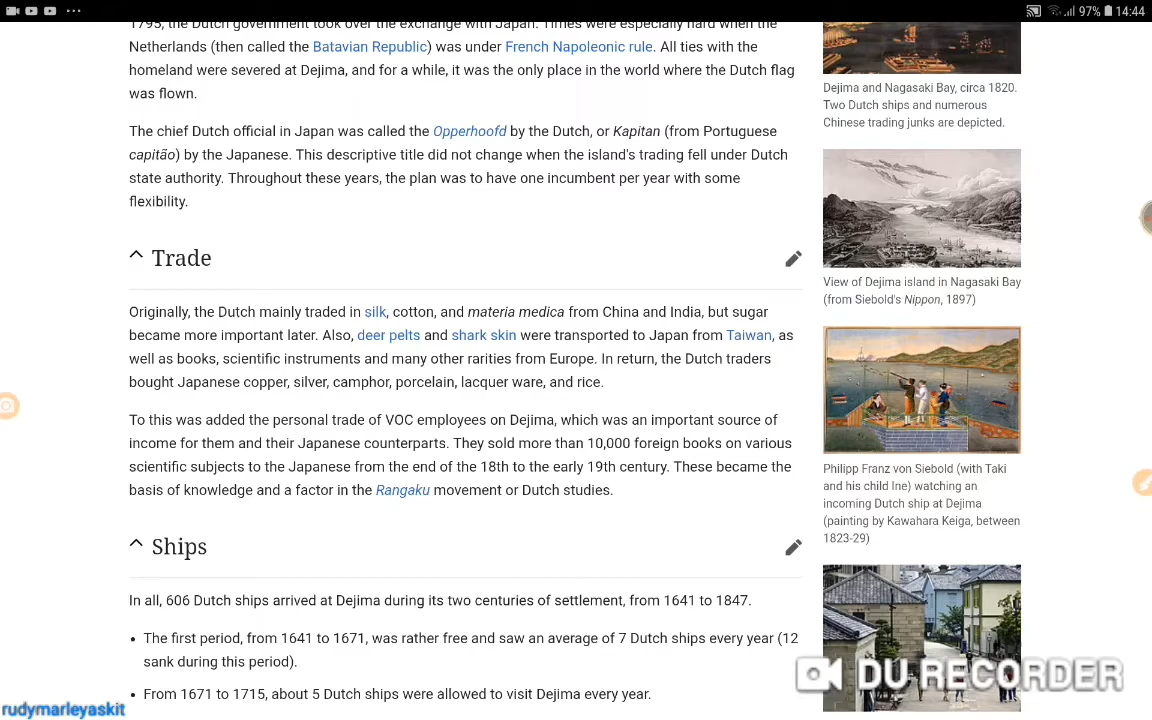 97% 14:44
1795, the Dutch government took over the exchange with Japan. Times were especially hard when the
Netherlands (then called the Batavian Republic) was under French Napoleonic rule. All ties with the
homeland were severed at Dejima, and for a while, it was the only place in the world where the Dutch flag
was flown.
The chief Dutch official in Japan was called the Opperhoofd by the Dutch, or Kapitan (from Portuguese
capitão) by the Japanese. This descriptive title did not change when the island's trading fell under Dutch
state authority. Throughout these years, the plan was to have one incumbent per year with some
flexibility.
Trade
Originally, the Dutch mainly traded in silk, cotton, and materia medica from China and India, but sugar
became more important later. Also, deer pelts and shark skin were transported to Japan from Taiwan, as
well as books, scientific instruments and many other rarities from Europe. In return, the Dutch traders
bought Japanese copper, silver, camphor, porcelain, lacquer ware, and rice.
To this was added the personal trade of VOC employees on Dejima, which was an important source of
income for them and their Japanese counterparts. They sold more than 10,000 foreign books on various
scientific subjects to the Japanese from the end of the 18th to the early 19th century. These became the
basis of knowledge and a factor in the Rangaku movement or Dutch studies.
Ships
In all, 606 Dutch ships arrived at Dejima during its two centuries of settlement, from 1641 to 1847.
• The first period, from 1641 to 1671, was rather free and saw an average of 7 Dutch ships every year (12
sank during this period).
• From 1671 to 1715, about 5 Dutch ships were allowed to visit Dejima every year.
Dejima and Nagasaki Bay, circa 1820.
Two Dutch ships and numerous
Chinese trading junks are depicted.
View of Dejima island in Nagasaki Bay
(from Siebold's Nippon, 1897)
Philipp Franz von Siebold (with Taki
and his child Ine) watching an
incoming Dutch ship at Dejima
(painting by Kawahara Keiga, between
1823-29)
DU RECORDER
rudymarleyaskit